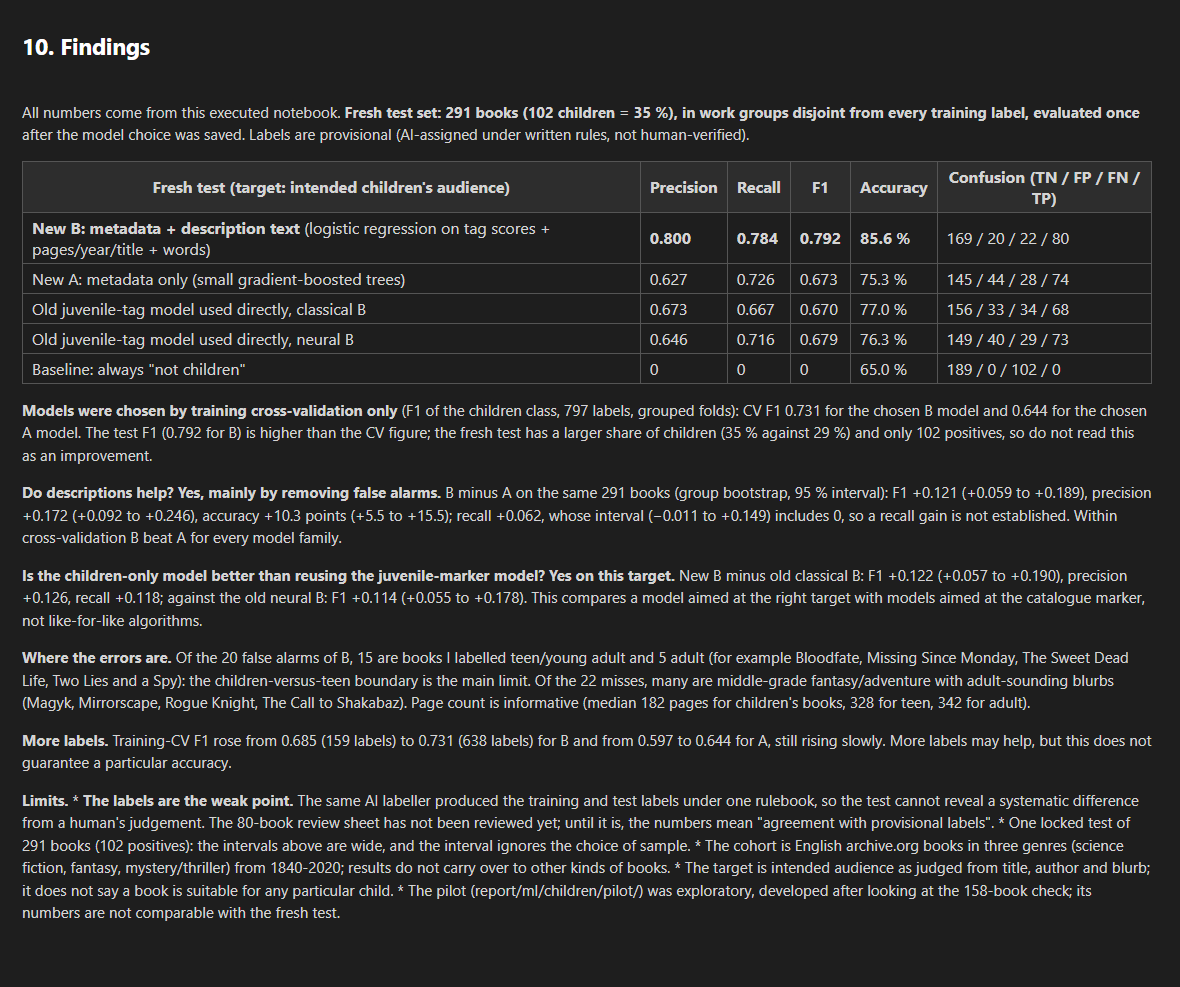 10. Findings
All numbers come from this executed notebook. Fresh test set: 291 books (102 children = 35 %), in work groups disjoint from every training label, evaluated once
after the model choice was saved. Labels are provisional (AI-assigned under written rules, not human-verified).
Fresh test (target: intended children's audience) Precision Recall F1 Accuracy Confusion (TN / FP / FN /
TP)
New B: metadata + description text (logistic regression on tag scores +
pages/year/title + words) 0.800 0.784 0.792 85.6 % 169 / 20 / 22 / 80
New A: metadata only (small gradient-boosted trees) 0.627 0.726 0.673 75.3 % 145 / 44 / 28 / 74
Old juvenile-tag model used directly, classical B 0.673 0.667 0.670 77.0 % 156 / 33 / 34 / 68
Old juvenile-tag model used directly, neural B 0.646 0.716 0.679 76.3 % 149 / 40 / 29 / 73
Baseline: always "not children" 0 0 0 65.0 % 189 / 0 / 102 / 0
Models were chosen by training cross-validation only (F1 of the children class, 797 labels, grouped folds): CV F1 0.731 for the chosen B model and 0.644 for the chosen
A model. The test F1 (0.792 for B) is higher than the CV figure; the fresh test has a larger share of children (35 % against 29 %) and only 102 positives, so do not read this
as an improvement.
Do descriptions help? Yes, mainly by removing false alarms. B minus A on the same 291 books (group bootstrap, 95 % interval): F1 +0.121 (+0.059 to +0.189), precision
+0.172 (+0.092 to +0.246), accuracy +10.3 points (+5.5 to +15.5); recall +0.062, whose interval (−0.011 to +0.149) includes 0, so a recall gain is not established. Within
cross-validation B beat A for every model family.
Is the children-only model better than reusing the juvenile-marker model? Yes on this target. New B minus old classical B: F1 +0.122 (+0.057 to +0.190), precision
+0.126, recall +0.118; against the old neural B: F1 +0.114 (+0.055 to +0.178). This compares a model aimed at the right target with models aimed at the catalogue marker,
not like-for-like algorithms.
Where the errors are. Of the 20 false alarms of B, 15 are books I labelled teen/young adult and 5 adult (for example Bloodfate, Missing Since Monday, The Sweet Dead
Life, Two Lies and a Spy): the children-versus-teen boundary is the main limit. Of the 22 misses, many are middle-grade fantasy/adventure with adult-sounding blurbs
(Magyk, Mirrorscape, Rogue Knight, The Call to Shakabaz). Page count is informative (median 182 pages for children's books, 328 for teen, 342 for adult).
More labels. Training-CV F1 rose from 0.685 (159 labels) to 0.731 (638 labels) for B and from 0.597 to 0.644 for A, still rising slowly. More labels may help, but this does not
guarantee a particular accuracy.
Limits. * The labels are the weak point. The same AI labeller produced the training and test labels under one rulebook, so the test cannot reveal a systematic difference
from a human's judgement. The 80-book review sheet has not been reviewed yet; until it is, the numbers mean "agreement with provisional labels". * One locked test of
291 books (102 positives): the intervals above are wide, and the interval ignores the choice of sample. * The cohort is English archive.org books in three genres (science
fiction, fantasy, mystery/thriller) from 1840-2020; results do not carry over to other kinds of books. * The target is intended audience as judged from title, author and blurb;
it does not say a book is suitable for any particular child. * The pilot (report/ml/children/pilot/) was exploratory, developed after looking at the 158-book check; its
numbers are not comparable with the fresh test.